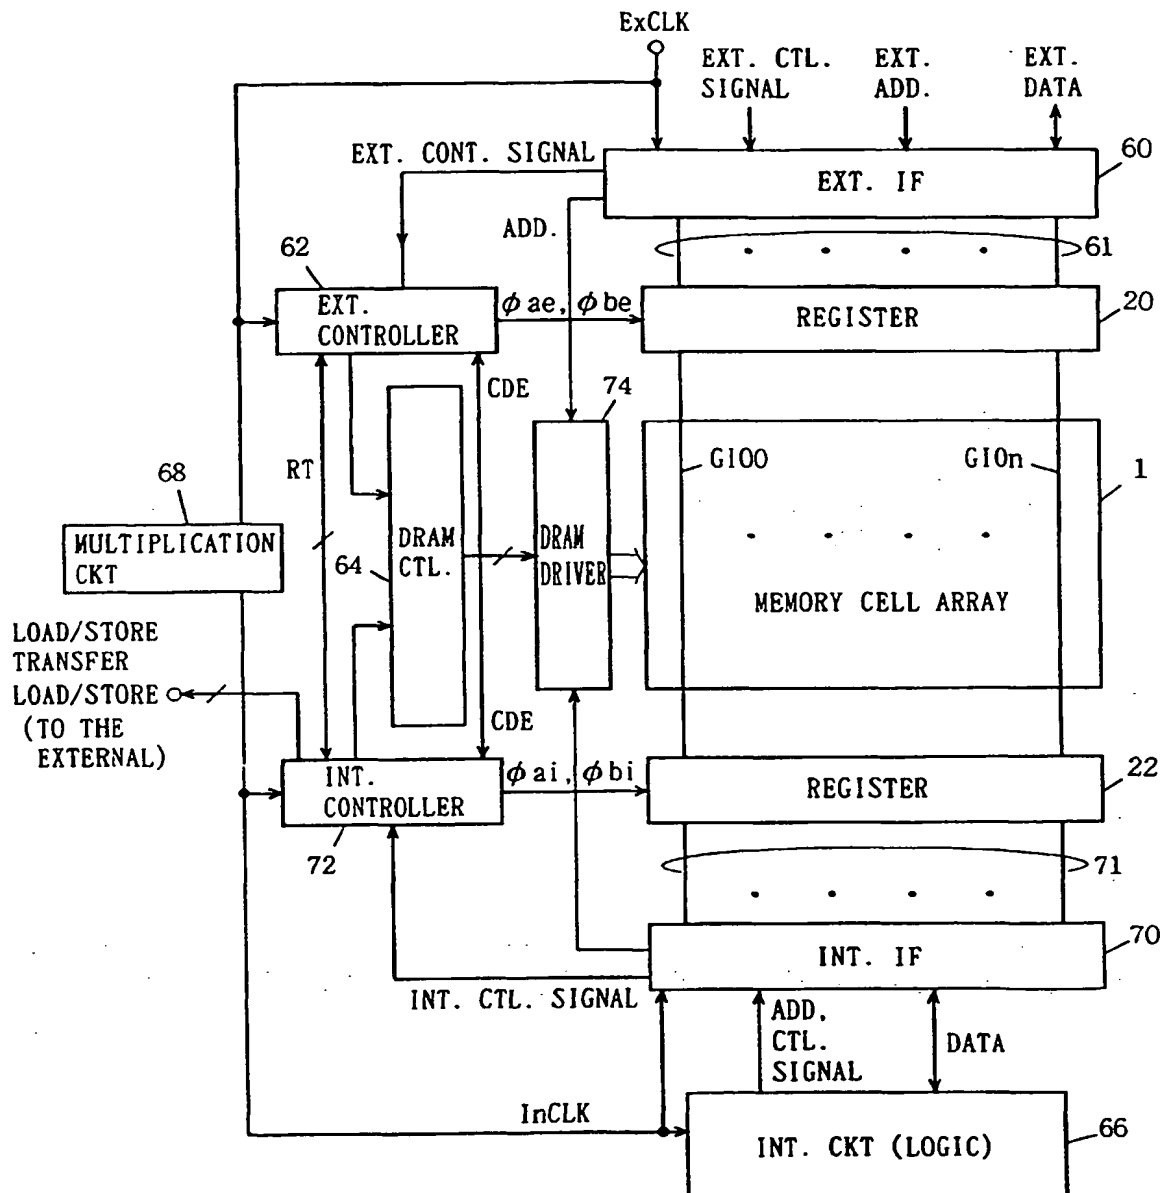 ExCLK
EXT. CTL.
SIGNAL
EXT.
ADD.
EXT.
DATA
EXT. CONT. SIGNAL
60
EXT. IF
ADD.
61
62
EXT.
CONTROLLER
φae, φbe
REGISTER
20
CDE
74
GIO0
GIOn
1
RT
68
MULTIPLICATION
CKT
64
DRAM
CTL.
DRAM
DRIVER
MEMORY CELL ARRAY
LOAD/STORE
TRANSFER
LOAD/STORE
(TO THE
EXTERNAL)
CDE
INT.
CONTROLLER
φai, φbi
REGISTER
22
72
71
70
INT. IF
INT. CTL. SIGNAL
ADD,
CTL.
SIGNAL
DATA
InCLK
INT. CKT (LOGIC)
66